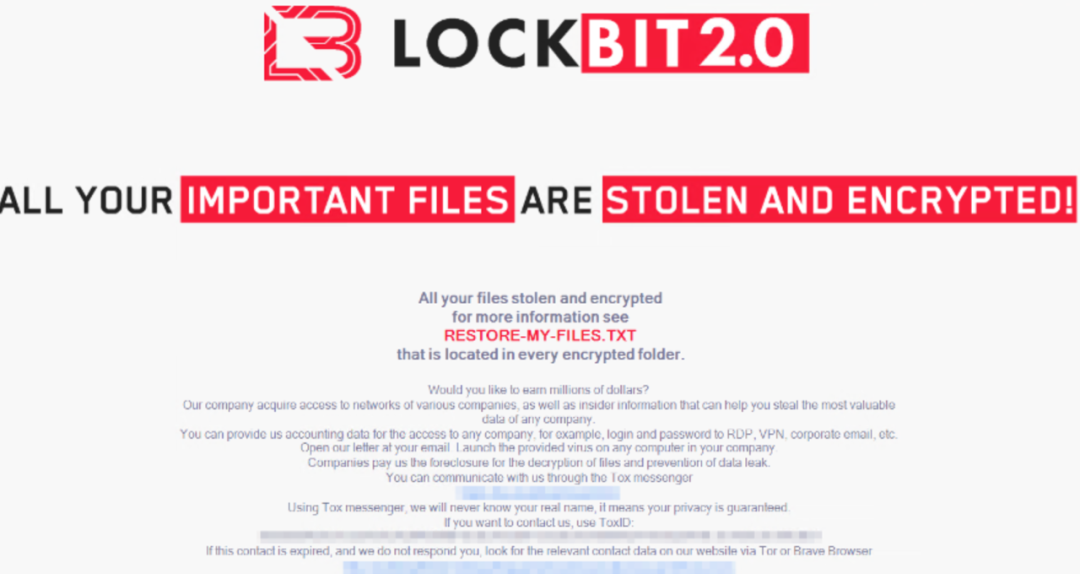 LOCKBIT 2.0
ALL YOUR IMPORTANT FILES ARE STOLEN AND ENCRYPTED!
All your files stolen and encrypted
for more information see
RESTORE-MY-FILES.TXT
that is located in every encrypted folder.
Would you like to earn millions of dollars?
Our company acquire access to networks of various companies, as well as insider information that can help you steal the most valuable
data of any company.
You can provide us accounting data for the access to any company, for example, login and password to RDP, VPN, corporate email, etc.
Open our letter at your email. Launch the provided virus on any computer in your company.
Companies pay us the foreclosure for the decryption of files and prevention of data leak.
You can communicate with us through the Tox messenger
Using Tox messenger, we will never know your real name, it means your privacy is guaranteed.
If you want to contact us, use ToxID:
If this contact is expired, and we do not respond you, look for the relevant contact data on our website via Tor or Brave Browser